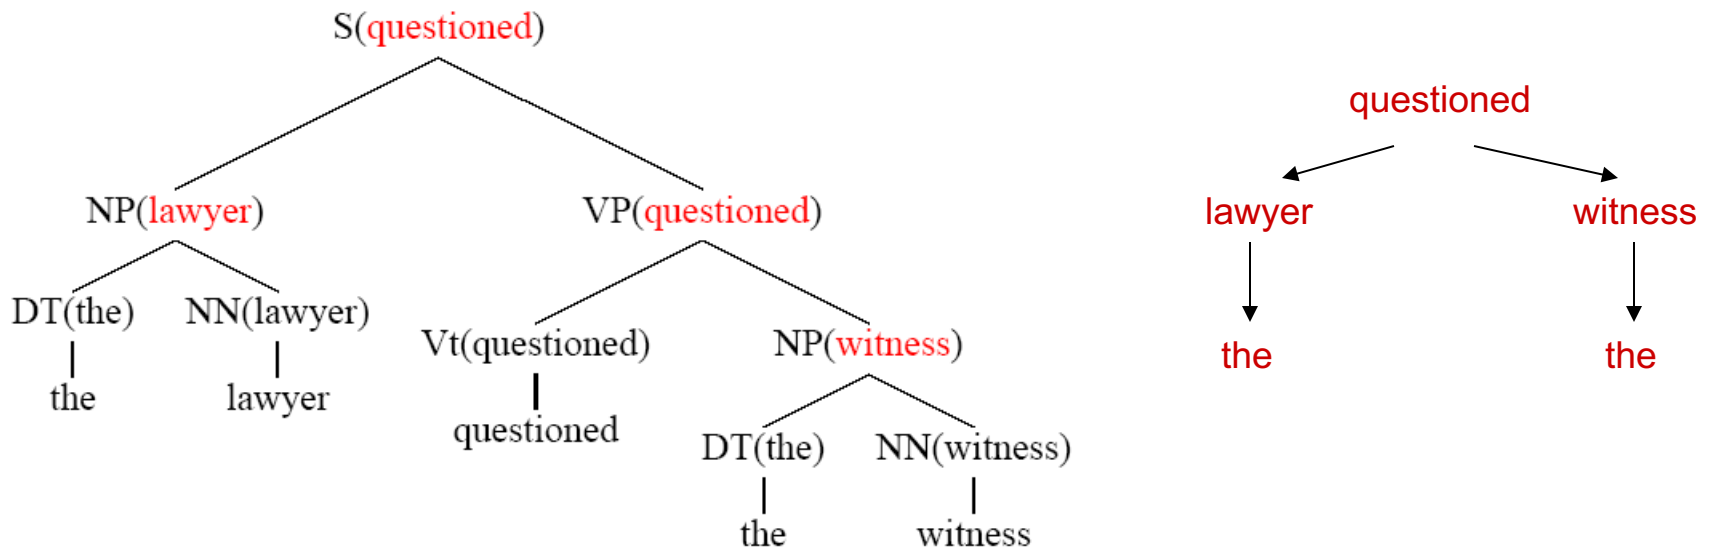 S(questioned)
NP(lawyer) VP(questioned)
DT(the) NN(lawyer) Vt(questioned) NP(witness)
the lawyer questioned DT(the) NN(witness)
the witness
questioned
lawyer witness
the the